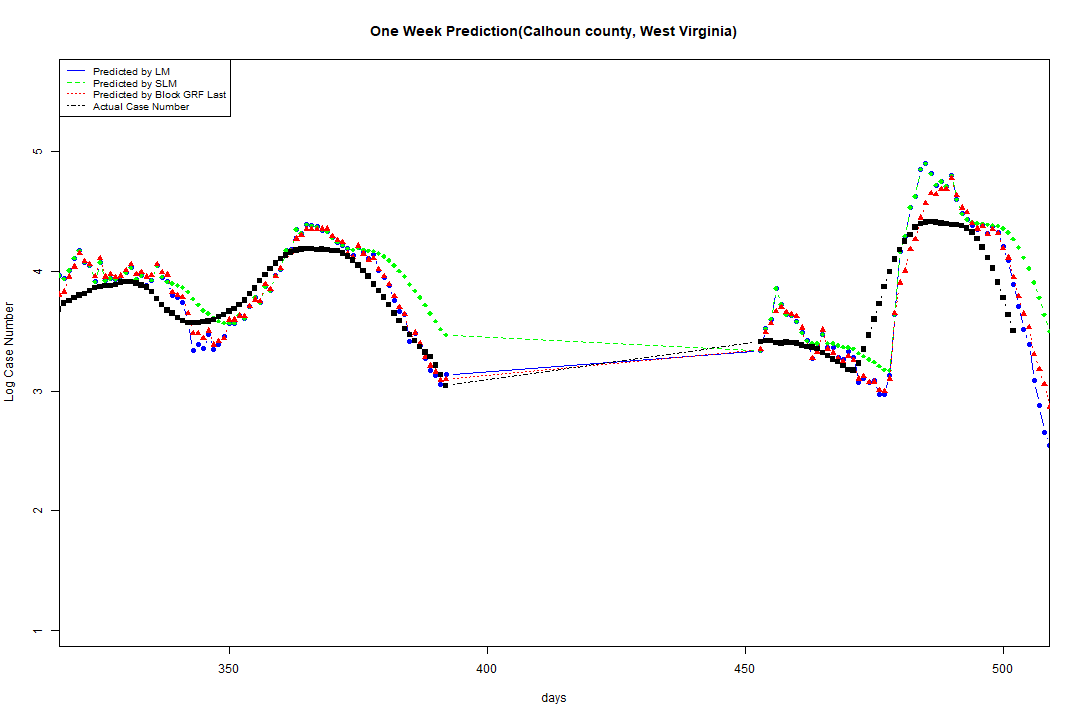 One Week Prediction(Calhoun county, West Virginia)
Predicted by LM
Predicted by SLM
Predicted by Block GRF Last
Actual Case Number
Log Case Number
5
4
3
2
1
350
400
450
500
days